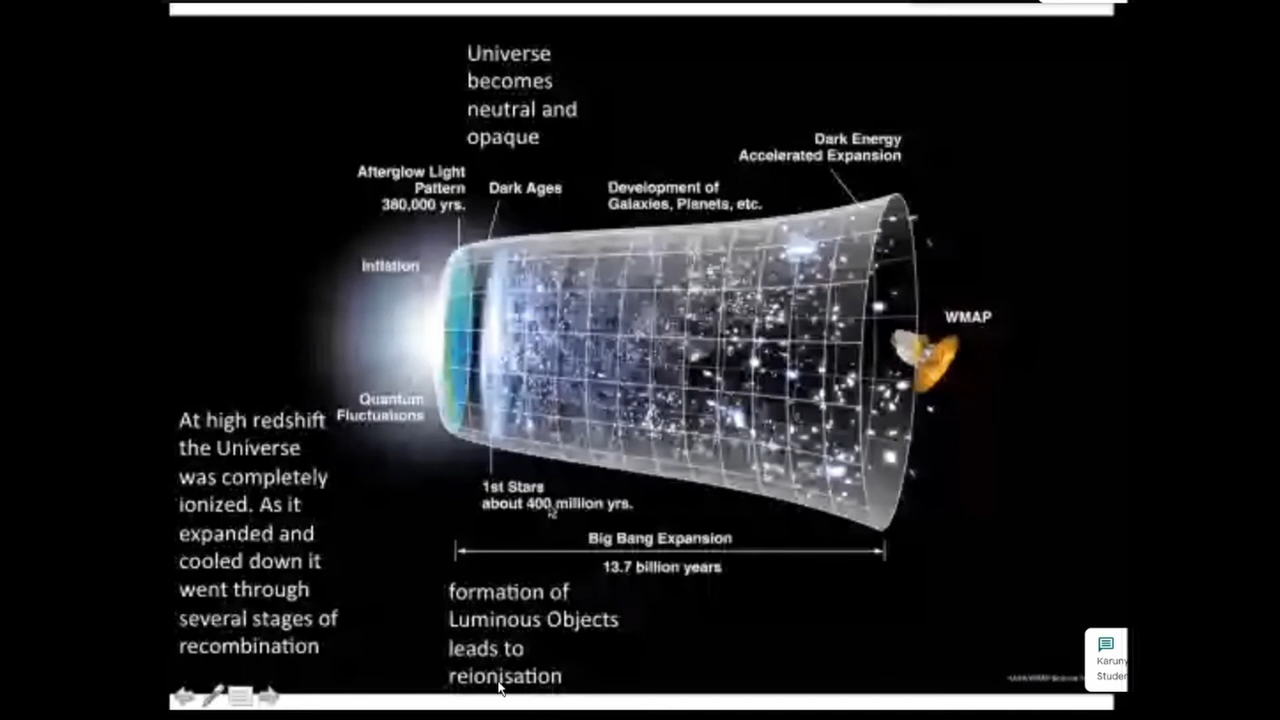 Universe
becomes
neutral and
opaque
Dark Energy
Accelerated Expansion
Afterglow Light
Pattern
380,000 yrs.
Dark Ages
Development of
Galaxies, Planets, etc.
Inflation
WMAP
Quantum
Fluctuations
At high redshift
the Universe
was completely
ionized. As it
expanded and
cooled down it
went through
several stages of
recombination
1st Stars
about 400 million yrs.
Big Bang Expansion
13.7 billion years
formation of
Luminous Objects
leads to
reionisation
Karuny
Studen